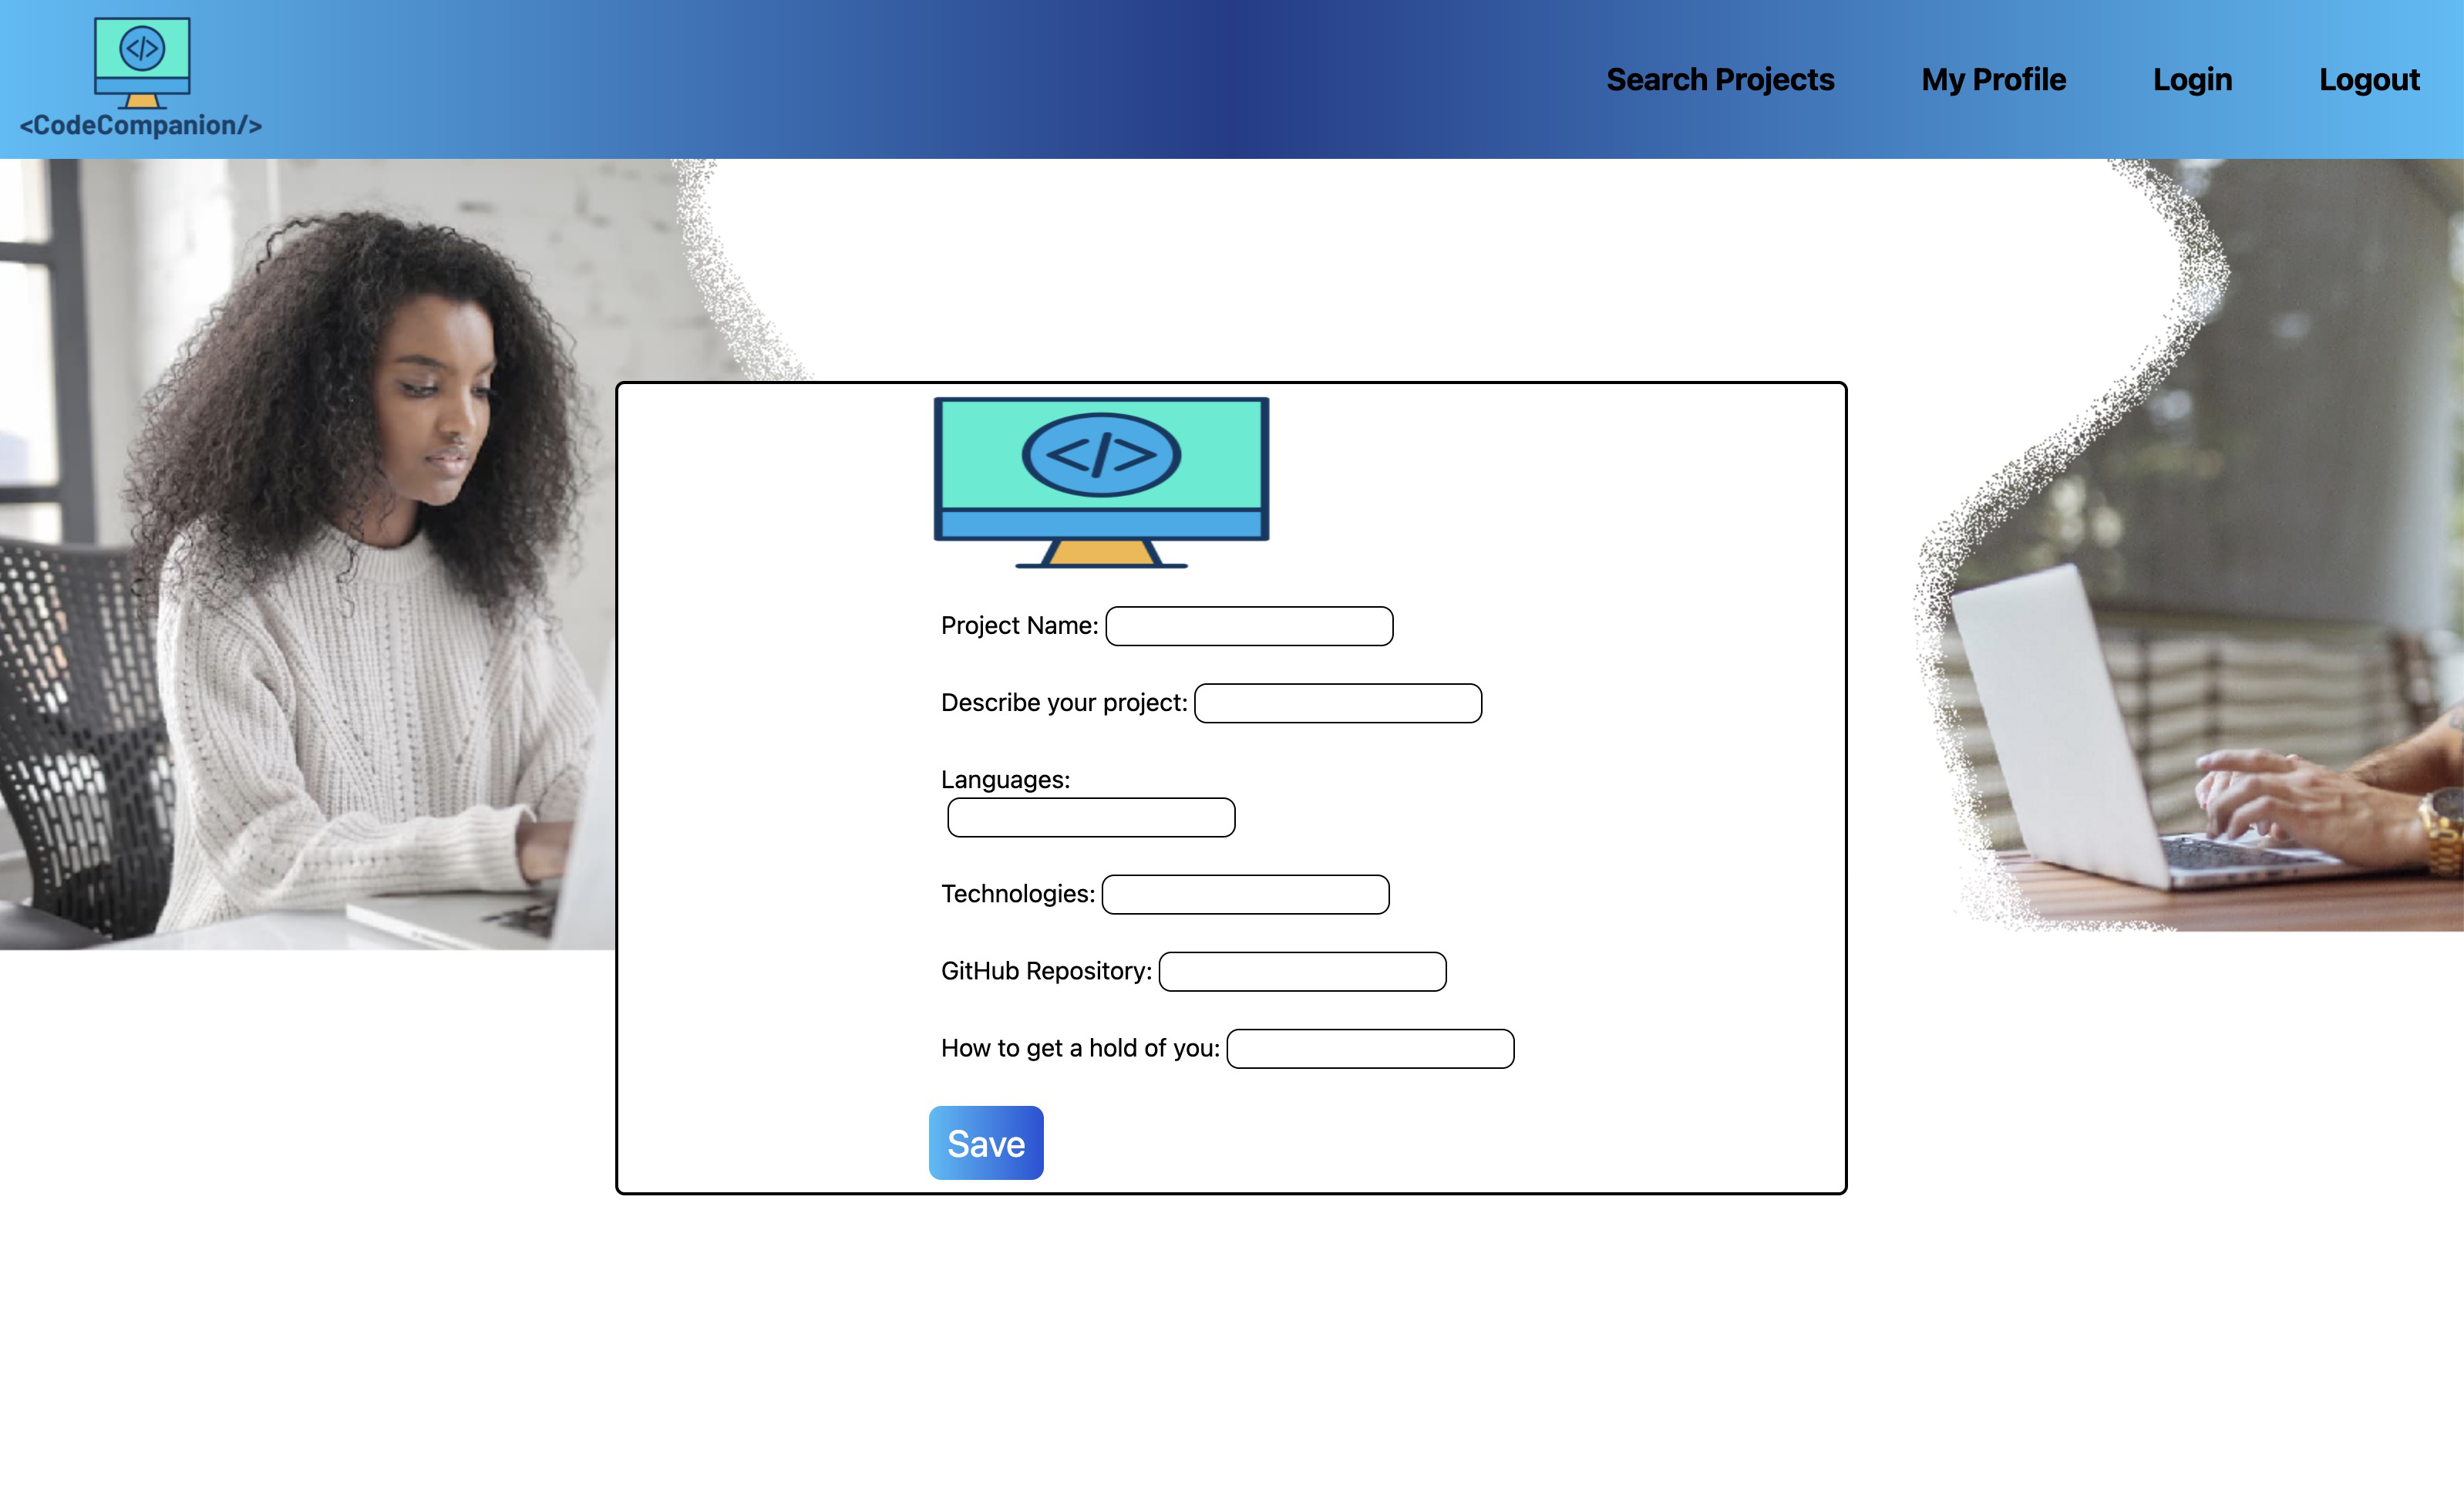 </>
<CodeCompanion/>
Search Projects My Profile Login Logout
</>
Project Name:
Describe your project:
Languages:
Technologies:
GitHub Repository:
How to get a hold of you:
Save